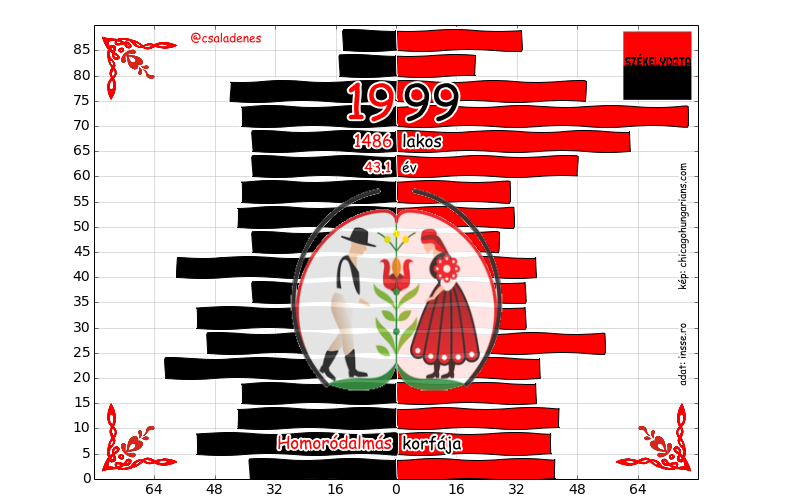 @csaladenes
SZÉKELYDATA
1999
1486 lakos
43.1 év
kép: chicagohungarians.com
adat: insse.ro
Homoródalmás korfája
85
80
75
70
65
60
55
50
45
40
35
30
25
20
15
10
5
0
64 48 32 16 0 16 32 48 64